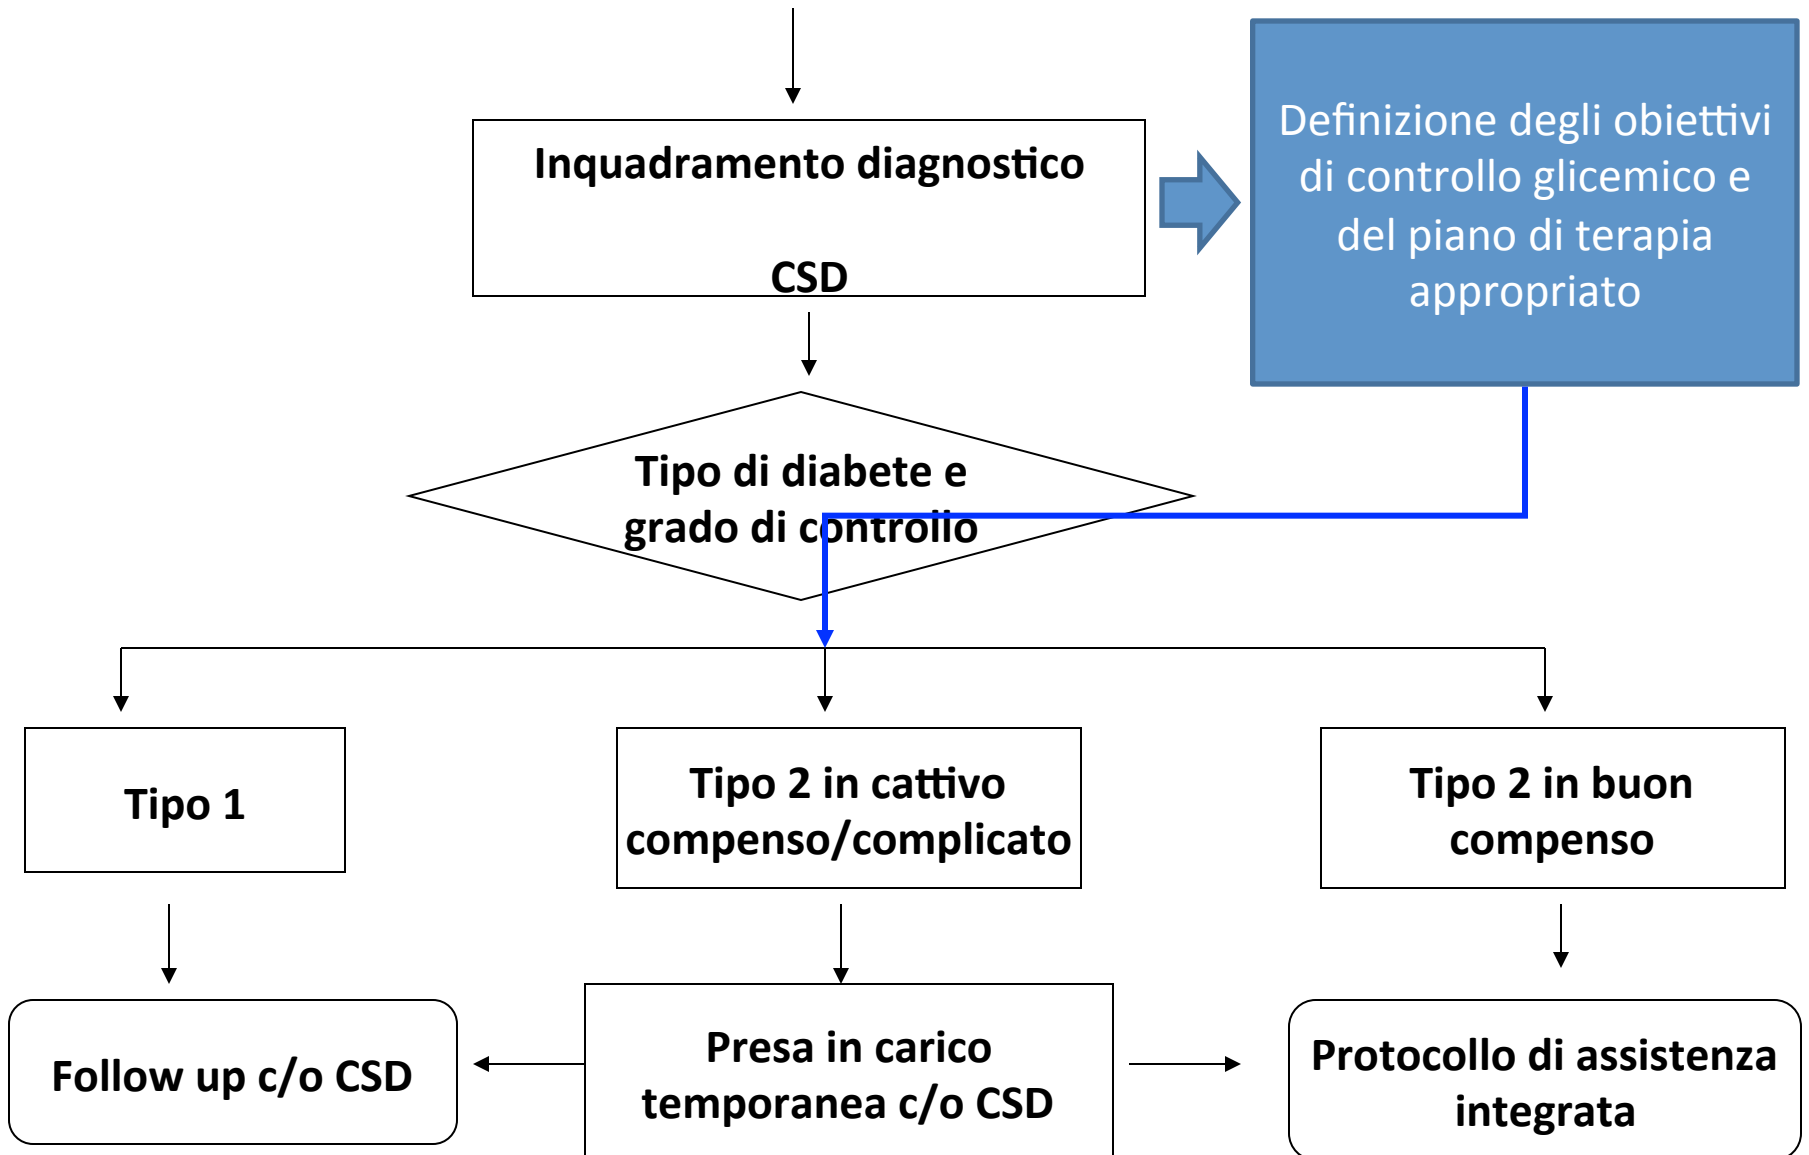 Inquadramento diagnostico
CSD
Definizione degli obiettivi
di controllo glicemico e
del piano di terapia
appropriato
Tipo di diabete e
grado di controllo
Tipo 1
Tipo 2 in cattivo
compenso/complicato
Tipo 2 in buon
compenso
Follow up c/o CSD
Presa in carico
temporanea c/o CSD
Protocollo di assistenza
integrata